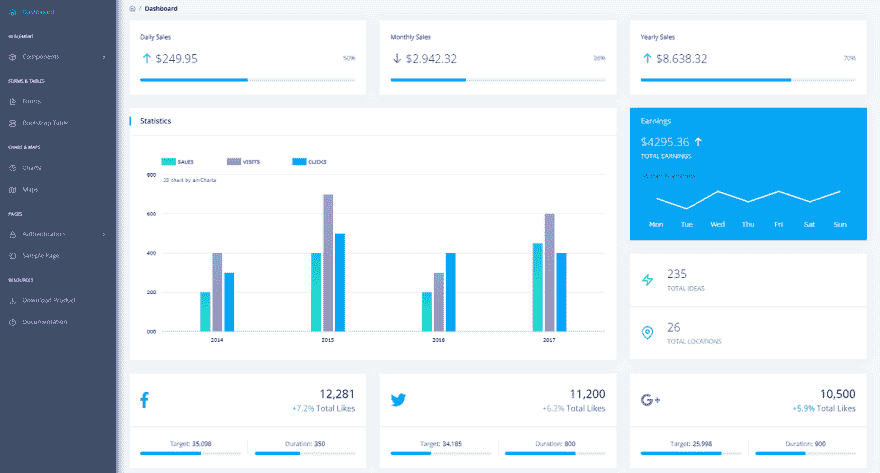 Dashboard
Components
FORMS & TABLES
Forms
Bootstrap Table
CHART & MAPS
Charts
Maps
PAGES
Authentication
Sample Page
RESOURCES
Download Product
Documentation
/ Dashboard
Daily Sales
$249.95
50%
Monthly Sales
$2.942.32
36%
Yearly Sales
$8.638.32
70%
Statistics
SALES VISITS CLICKS
JS chart by amCharts
800
600
400
200
000
2014 2015 2016 2017
Earnings
$4295.36
TOTAL EARNINGS
Mon Tue Wed Thu Fri Sat Sun
235
TOTAL IDEAS
26
TOTAL LOCATIONS
12,281
+7.2% Total Likes
Target: 35,098
Duration: 350
11,200
+6.2% Total Likes
Target: 34,185
Duration: 800
G+
10,500
+5.9% Total Likes
Target: 25,998
Duration: 900